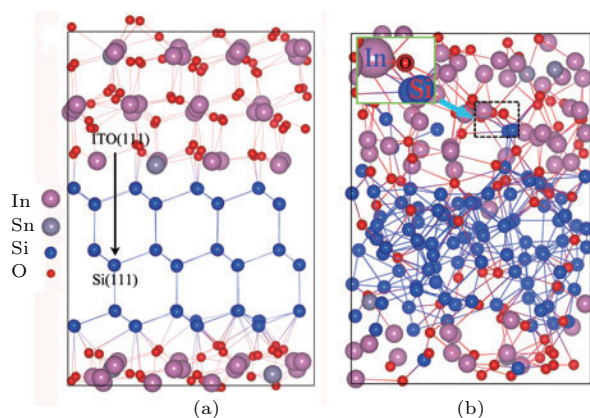 In
Sn
Si
O
ITO(111)
Si(111)
(a)
In
O
Si
(b)